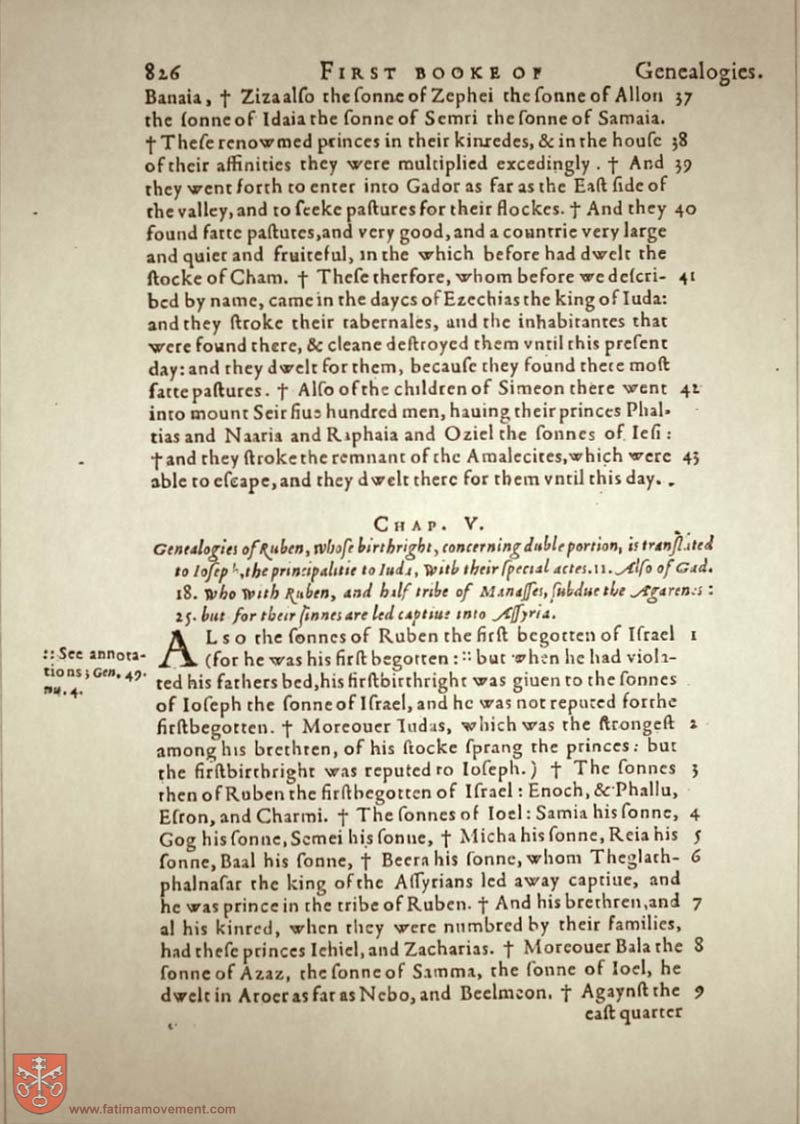 826 FIRST BOOKE OF Genealogies.
Banaia, † Ziza alſo the ſonne of Zephei the ſonne of Allon 37
the ſonne of Idaia the ſonne of Semri the ſonne of Samaia.
† Theſe renowmed princes in their kinredes, & in the houſe 38
of their affinities they were multiplied excedingly. † And 39
they went forth to enter into Gador as far as the Eaſt ſide of
the valley, and to ſeeke paſtures for their flockes. † And they 40
found fatte paſtures, and very good, and a countrie very large
and quiet and fruiteful, in the which before had dwelt the
ſtocke of Cham. † Theſe therfore, whom before we deſcri- 41
bed by name, came in the dayes of Ezechias the king of Iuda:
and they ſtroke their tabernales, and the inhabitantes that
were found there, & cleane deſtroyed them vntil this preſent
day: and they dwelt for them, becauſe they found there moſt
fatte paſtures. † Alſo of the children of Simeon there went 42
into mount Seir fiue hundred men, hauing their princes Phal-
tias and Naaria and Raphaia and Oziel the ſonnes of Ieſi:
† and they ſtroke the remnant of the Amalecites, which were 43
able to eſcape, and they dwelt there for them vntil this day.
CHAP. V.
Genealogies of Ruben, whoſe birthright, concerning duble portion, is tranſlated
to Ioſeph, the principalitie to Iuda, with their ſpecial actes. 11. Alſo of Gad.
18. who with Ruben, and half tribe of Manaſſes, ſubdue the Agarenes:
25. but for their ſinnes are led captiue into Aſſyria.
ALSO the ſonnes of Ruben the firſt begotten of Iſrael 1
(for he was his firſt begotten: :: but when he had viola-
ted his fathers bed, his firſtbirthright was giuen to the ſonnes
of Ioſeph the ſonne of Iſrael, and he was not reputed for the
firſtbegotten. † Moreouer Iudas, which was the ſtrongeſt 2
among his brethren, of his ſtocke ſprang the princes: but
the firſtbirthright was reputed to Ioſeph.) † The ſonnes 3
then of Ruben the firſtbegotten of Iſrael: Enoch, & Phallu,
Eſron, and Charmi. † The ſonnes of Ioel: Samia his ſonne, 4
Gog his ſonne, Semei his ſonne, † Micha his ſonne, Reia his 5
ſonne, Baal his ſonne, † Beera his ſonne, whom Theglath- 6
phalnaſar the king of the Aſſyrians led away captiue, and
he was prince in the tribe of Ruben. † And his brethren, and 7
al his kinred, when they were numbred by their families,
had theſe princes Iehiel, and Zacharias. † Moreouer Bala the 8
ſonne of Azaz, the ſonne of Samma, the ſonne of Ioel, he
dwelt in Aroer as far as Nebo, and Beelmeon. † Agaynſt the 9
eaſt quarter
:: See annota-
tions, Gen. 49.
nu. 4.
www.fatimamovement.com